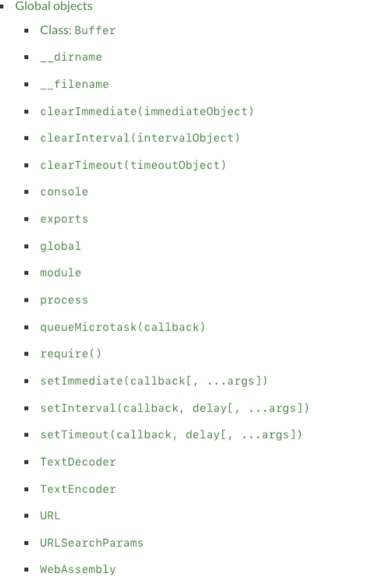 Global objects
Class: Buffer
__dirname
__filename
clearImmediate(immediateObject)
clearInterval(intervalObject)
clearTimeout(timeoutObject)
console
exports
global
module
process
queueMicrotask(callback)
require()
setImmediate(callback[, ...args])
setInterval(callback, delay[, ...args])
setTimeout(callback, delay[, ...args])
TextDecoder
TextEncoder
URL
URLSearchParams
WebAssembly